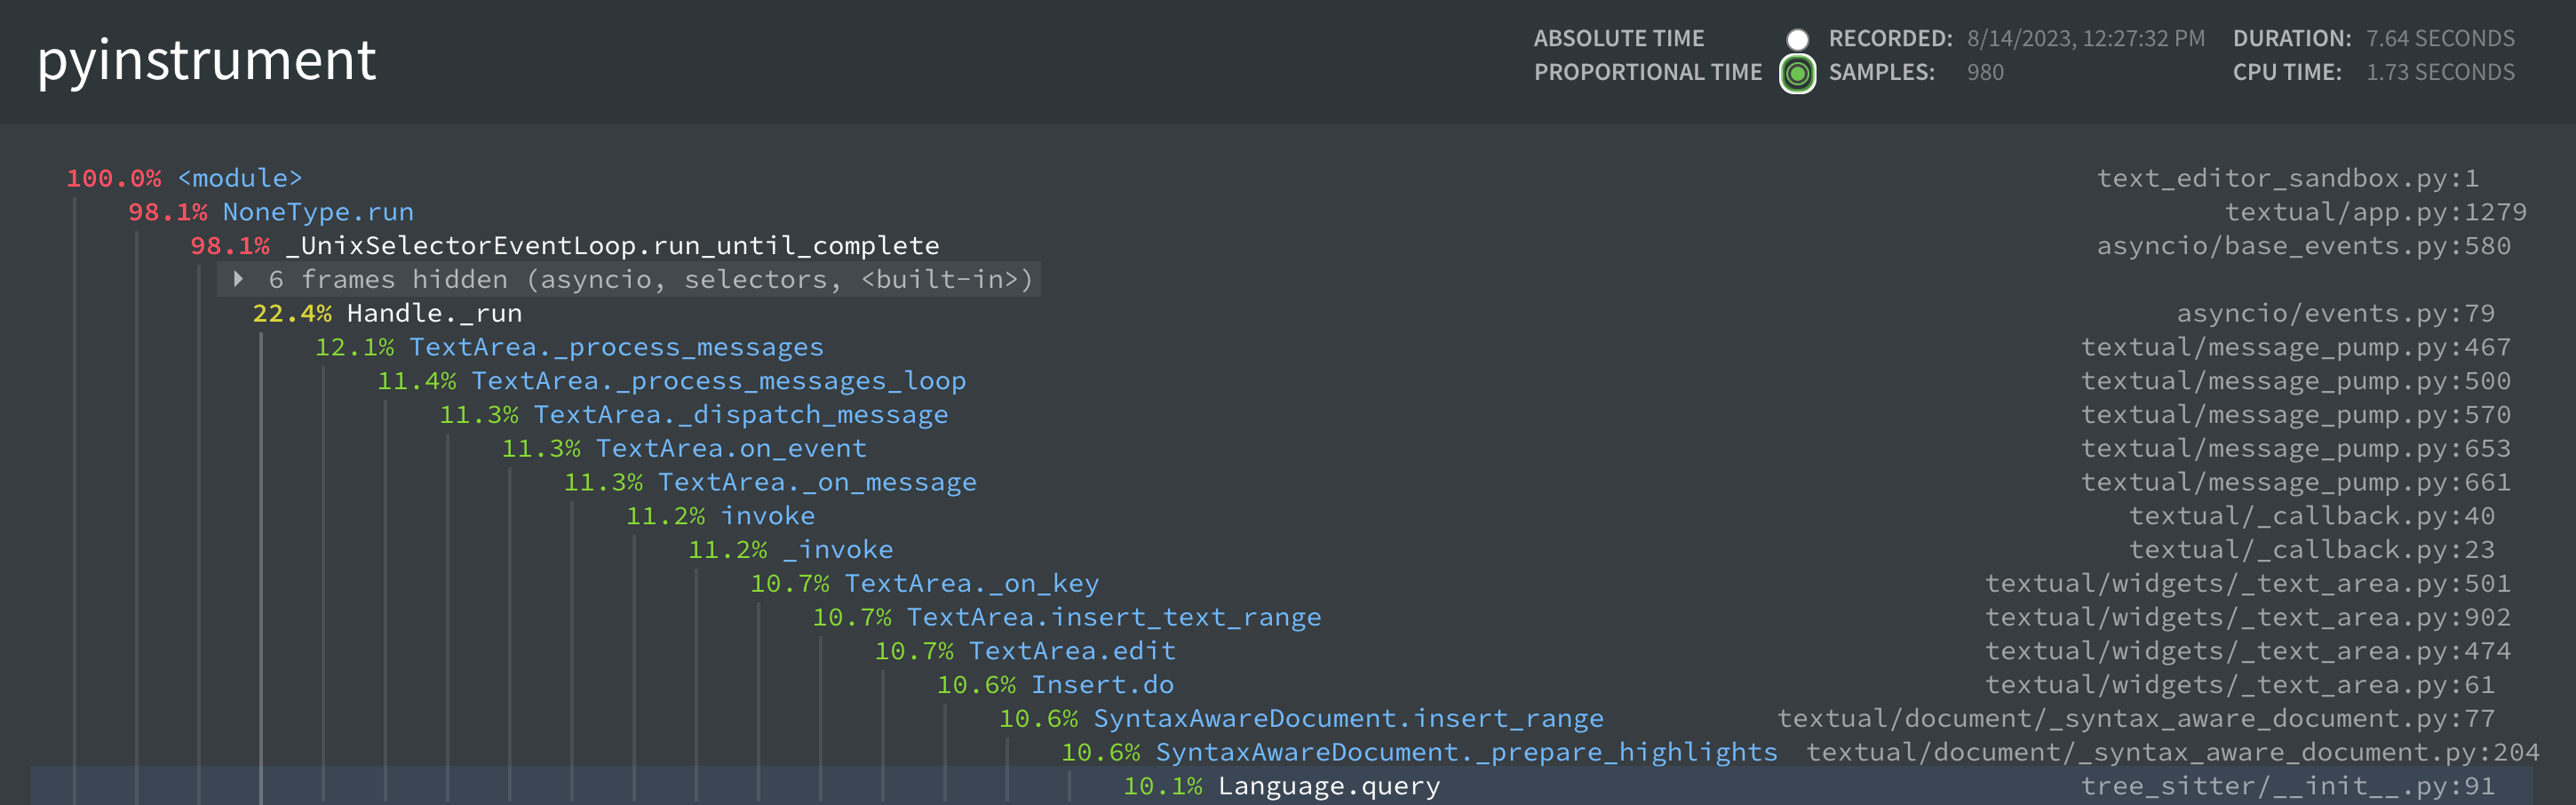 pyinstrument
ABSOLUTE TIME RECORDED: 8/14/2023, 12:27:32 PM DURATION: 7.64 SECONDS
PROPORTIONAL TIME SAMPLES: 980 CPU TIME: 1.73 SECONDS
100.0% <module> text_editor_sandbox.py:1
98.1% NoneType.run textual/app.py:1279
98.1% _UnixSelectorEventLoop.run_until_complete asyncio/base_events.py:580
6 frames hidden (asyncio, selectors, <built-in>)
22.4% Handle._run asyncio/events.py:79
12.1% TextArea._process_messages textual/message_pump.py:467
11.4% TextArea._process_messages_loop textual/message_pump.py:500
11.3% TextArea._dispatch_message textual/message_pump.py:570
11.3% TextArea.on_event textual/message_pump.py:653
11.3% TextArea._on_message textual/message_pump.py:661
11.2% invoke textual/_callback.py:40
11.2% _invoke textual/_callback.py:23
10.7% TextArea._on_key textual/widgets/_text_area.py:501
10.7% TextArea.insert_text_range textual/widgets/_text_area.py:902
10.7% TextArea.edit textual/widgets/_text_area.py:474
10.6% Insert.do textual/widgets/_text_area.py:61
10.6% SyntaxAwareDocument.insert_range textual/document/_syntax_aware_document.py:77
10.6% SyntaxAwareDocument._prepare_highlights textual/document/_syntax_aware_document.py:204
10.1% Language.query tree_sitter/__init__.py:91